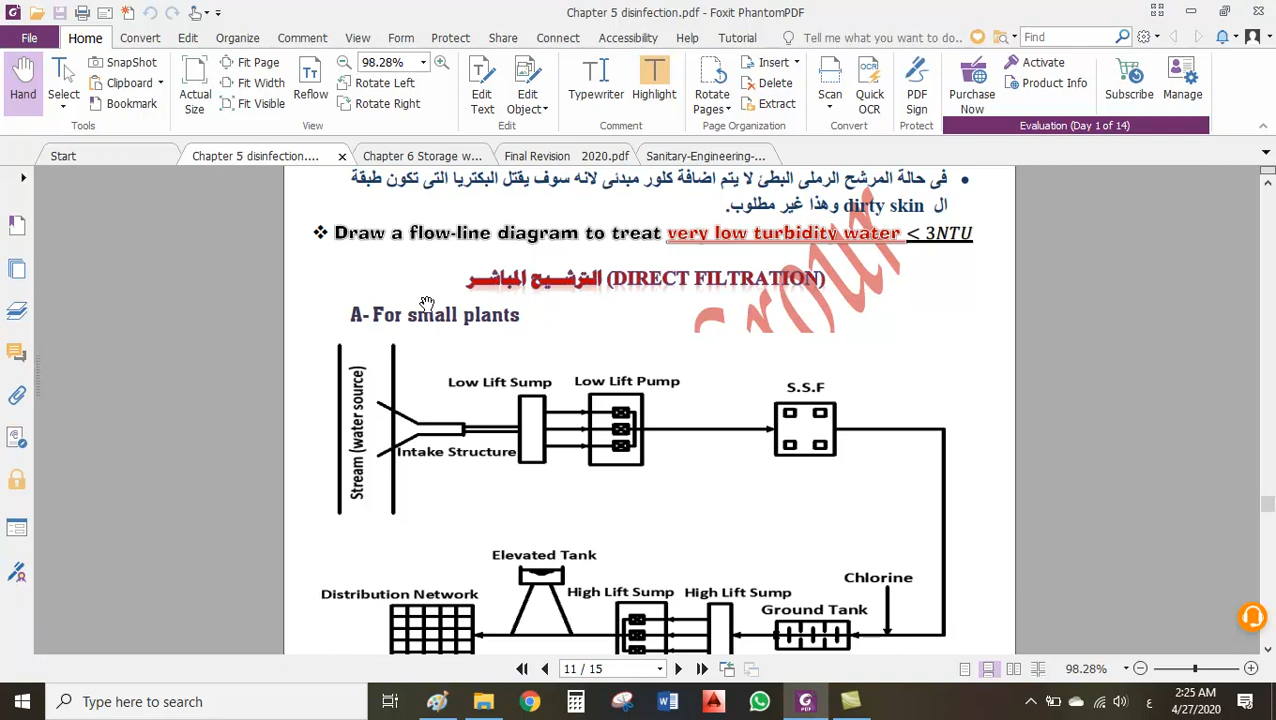 Chapter 5 disinfection.pdf - Foxit PhantomPDF
File Home Convert Edit Organize Comment View Form Protect Share Connect Accessibility Help Tutorial Tell me what you want to do.. Find
Hand
Select
SnapShot
Clipboard
Bookmark
Tools
Actual Size
Fit Page
Fit Width
Fit Visible
Reflow
98.28%
Rotate Left
Rotate Right
View
Edit Text
Edit Object
Edit
Typewriter
Highlight
Comment
Rotate Pages
Insert
Delete
Extract
Page Organization
Scan
Quick OCR
Convert
PDF Sign
Protect
Purchase Now
Activate
Product Info
Subscribe
Manage
Evaluation (Day 1 of 14)
Start
Chapter 5 disinfection....
Chapter 6 Storage w...
Final Revision 2020.pdf
Sanitary-Engineering-...
• فى حالة المرشح الرملى البطئ لا يتم اضافة كلور مبدئى لانه سوف يقتل البكتريا التى تكون طبقة
ال dirty skin وهذا غير مطلوب.
❖ Draw a flow-line diagram to treat very low turbidity water < 3NTU
(DIRECT FILTRATION) الترشيح المباشر
Group
A- For small plants
Stream (water source)
Low Lift Sump
Low Lift Pump
S.S.F
Intake Structure
Elevated Tank
Chlorine
Distribution Network
High Lift Sump
High Lift Sump
Ground Tank
11 / 15
98.28%
Type here to search
2:25 AM
4/27/2020
ع